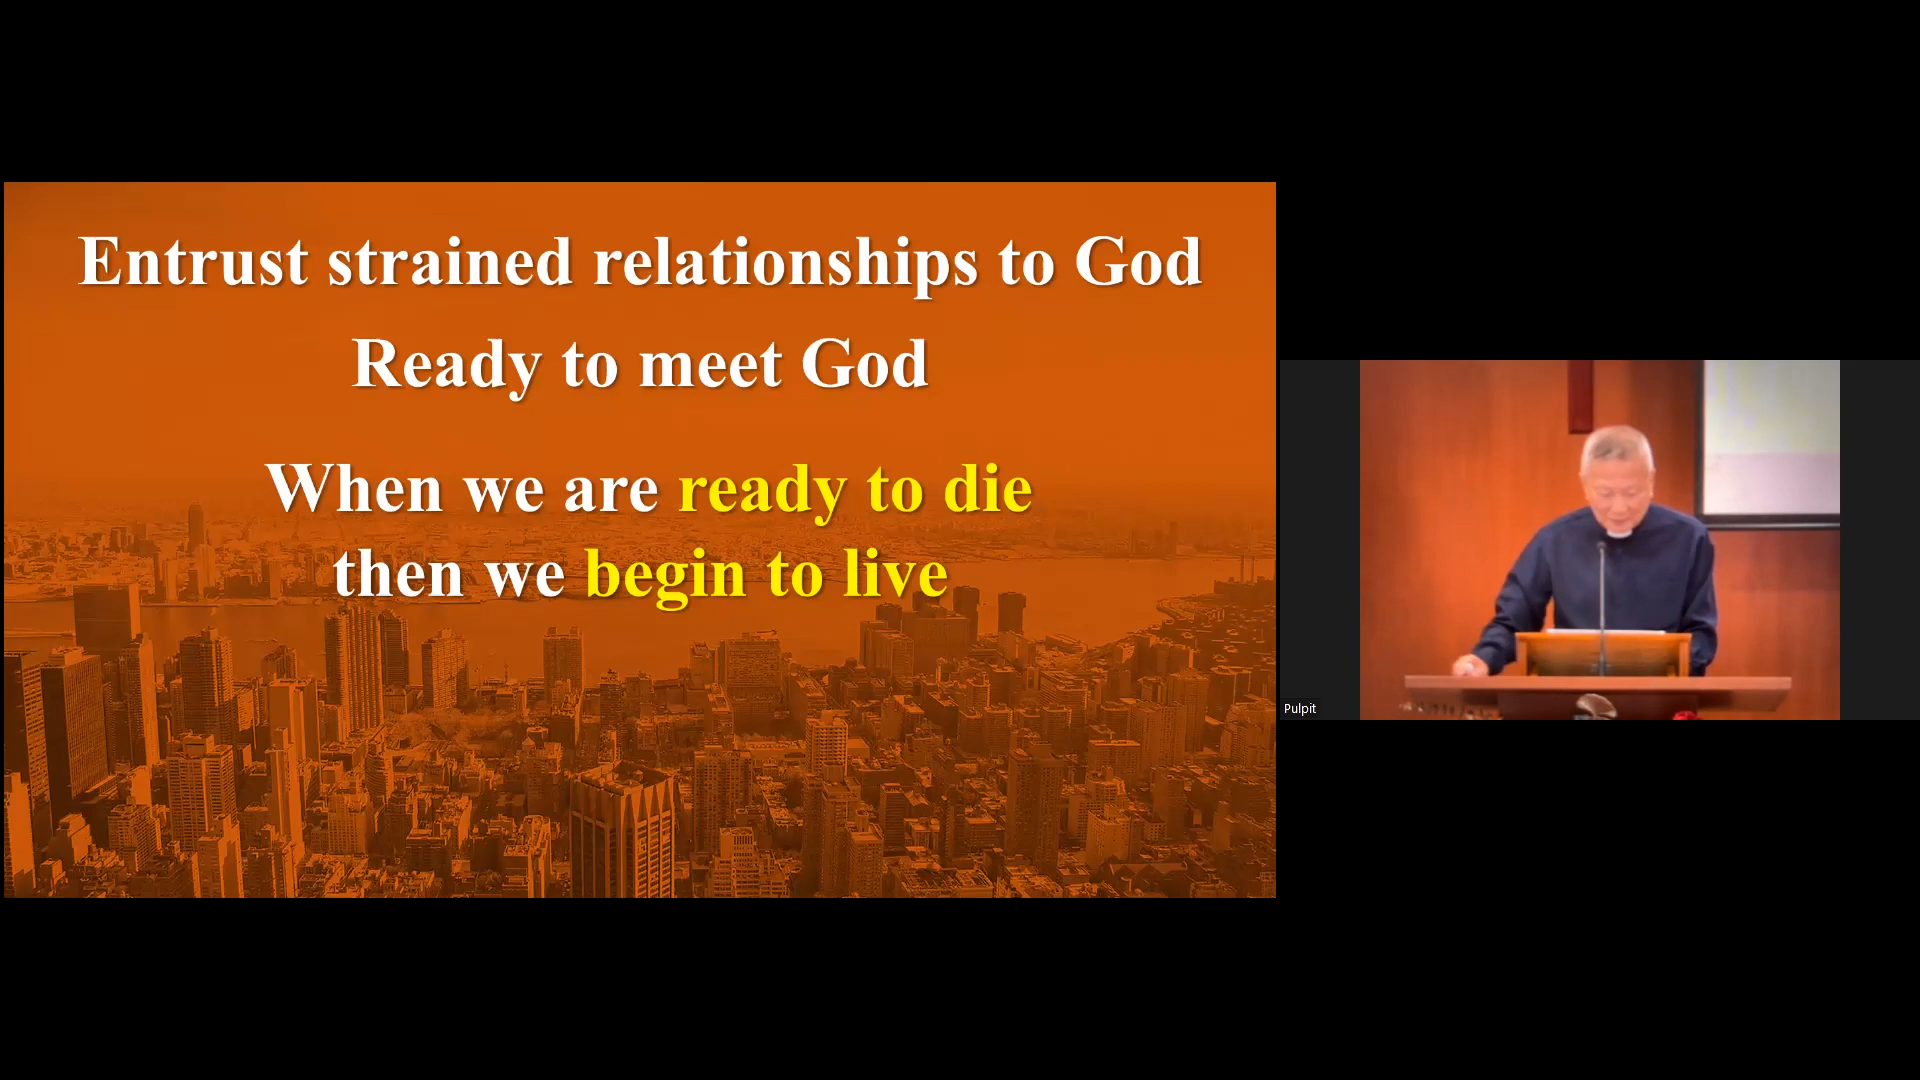 Entrust strained relationships to God
Ready to meet God
When we are ready to die
then we begin to live
Pulpit